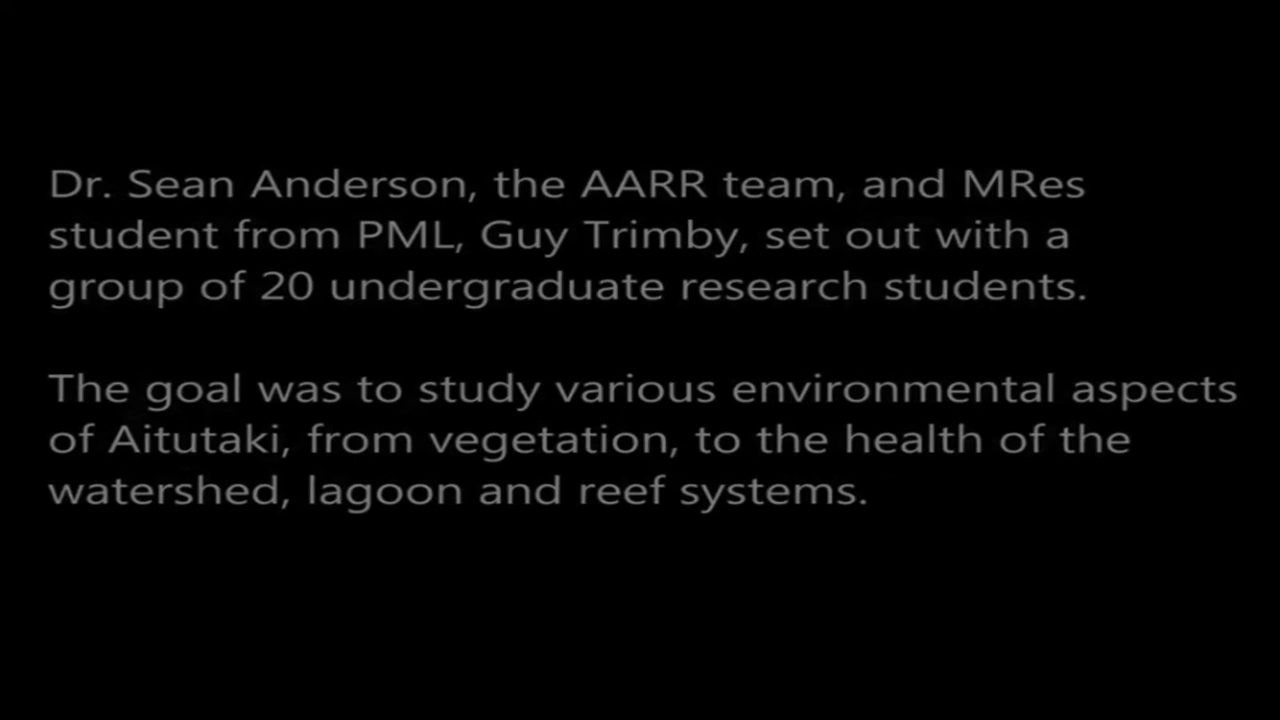 Dr. Sean Anderson, the AARR team, and MRes
student from PML, Guy Trimby, set out with a
group of 20 undergraduate research students.
The goal was to study various environmental aspects
of Aitutaki, from vegetation, to the health of the
watershed, lagoon and reef systems.